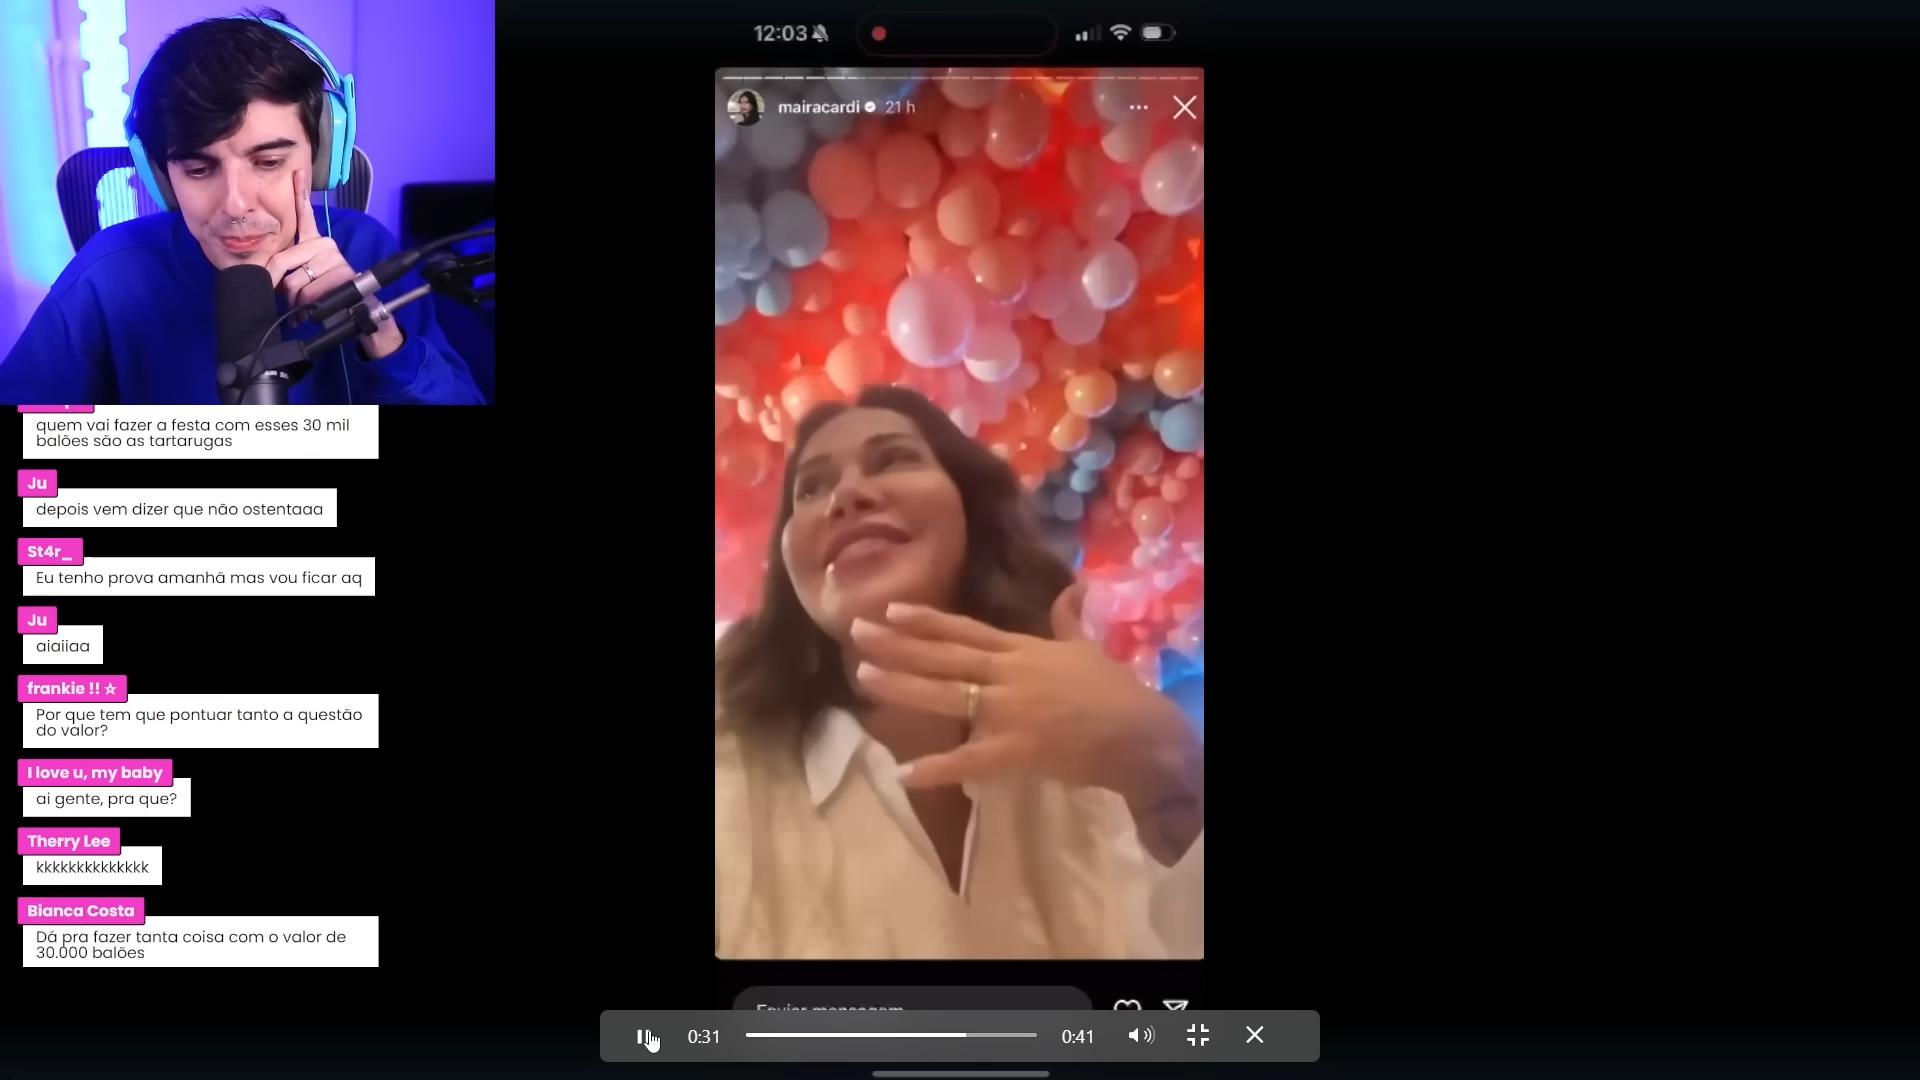 12:03
mairacardi 21 h
quem vai fazer a festa com esses 30 mil
balões são as tartarugas
Ju
depois vem dizer que não ostentaaa
St4r_
Eu tenho prova amanhã mas vou ficar aq
Ju
aiaiiaa
frankie !! ☆
Por que tem que pontuar tanto a questão
do valor?
I love u, my baby
ai gente, pra que?
Therry Lee
kkkkkkkkkkkkkk
Bianca Costa
Dá pra fazer tanta coisa com o valor de
30.000 balões
Enviar mensagem
0:31
0:41